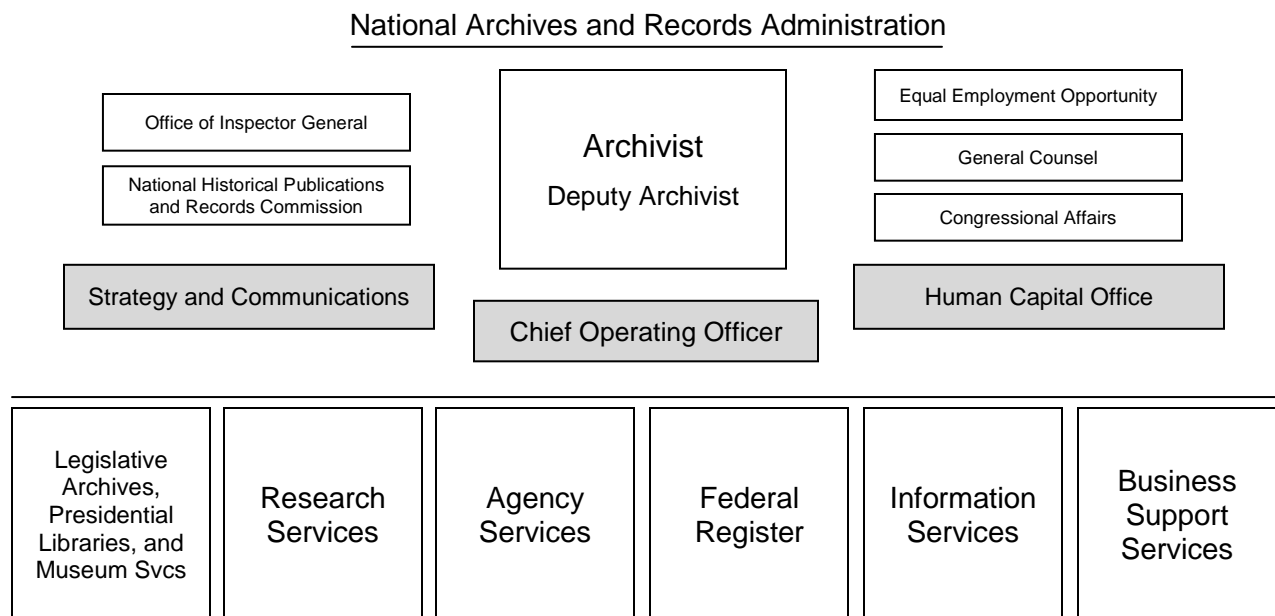 National Archives and Records Administration
Office of Inspector General
National Historical Publications
and Records Commission
Strategy and Communications
Archivist
Deputy Archivist
Chief Operating Officer
Equal Employment Opportunity
General Counsel
Congressional Affairs
Human Capital Office
Legislative
Archives,
Presidential
Libraries, and
Museum Svcs
Research
Services
Agency
Services
Federal
Register
Information
Services
Business
Support
Services